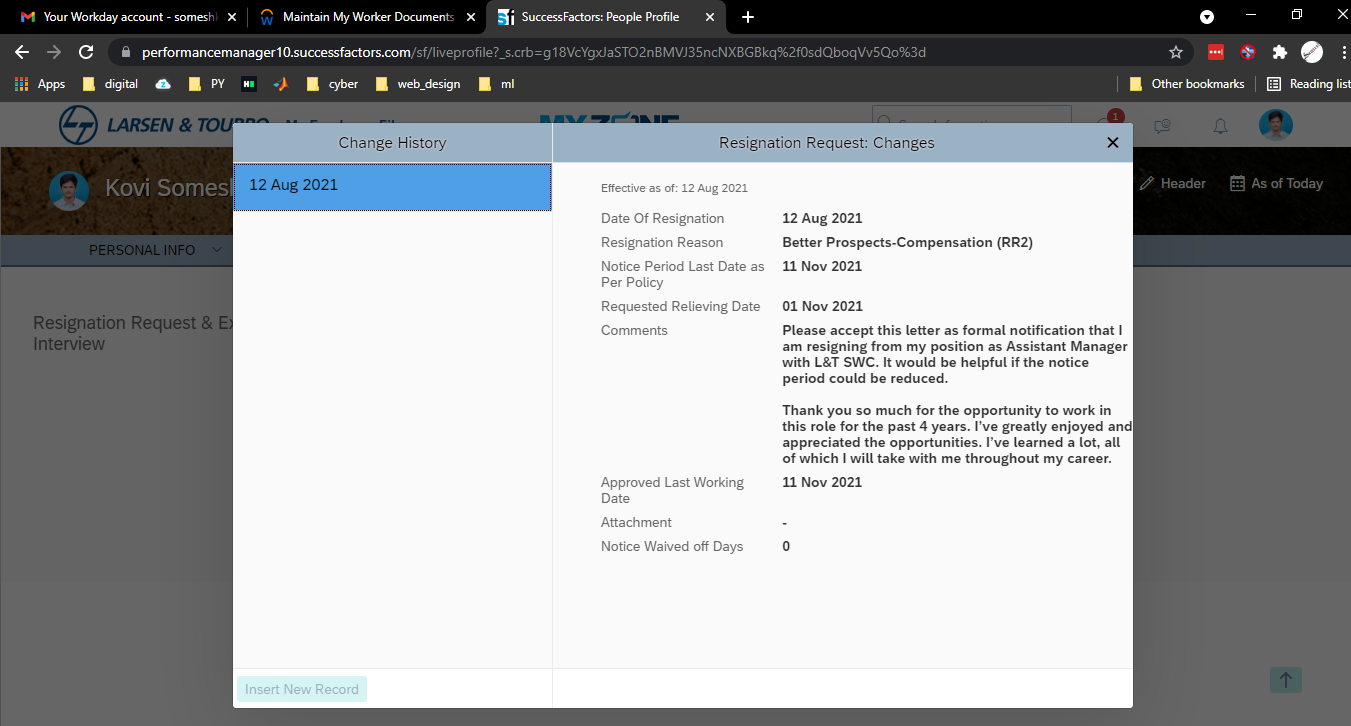 Your Workday account - somesh
Maintain My Worker Documents
SuccessFactors: People Profile
performancemanager10.successfactors.com/sf/liveprofile?_s.crb=g18VcYgxJaSTO2nBMVJ35ncNXBGBkq%2f0sdQboqVv5Qo%3d
Apps
digital
PY
cyber
web_design
ml
Other bookmarks
Reading list
LARSEN & TOUBRO
1
Kovi Somes
Header
As of Today
PERSONAL INFO
Resignation Request & Ex
Interview
Change History
12 Aug 2021
Insert New Record
Resignation Request: Changes
Effective as of: 12 Aug 2021
Date Of Resignation 12 Aug 2021
Resignation Reason Better Prospects-Compensation (RR2)
Notice Period Last Date as 11 Nov 2021
Per Policy
Requested Relieving Date 01 Nov 2021
Comments Please accept this letter as formal notification that I
am resigning from my position as Assistant Manager
with L&T SWC. It would be helpful if the notice
period could be reduced.
Thank you so much for the opportunity to work in
this role for the past 4 years. I've greatly enjoyed and
appreciated the opportunities. I've learned a lot, all
of which I will take with me throughout my career.
Approved Last Working 11 Nov 2021
Date
Attachment -
Notice Waived off Days 0